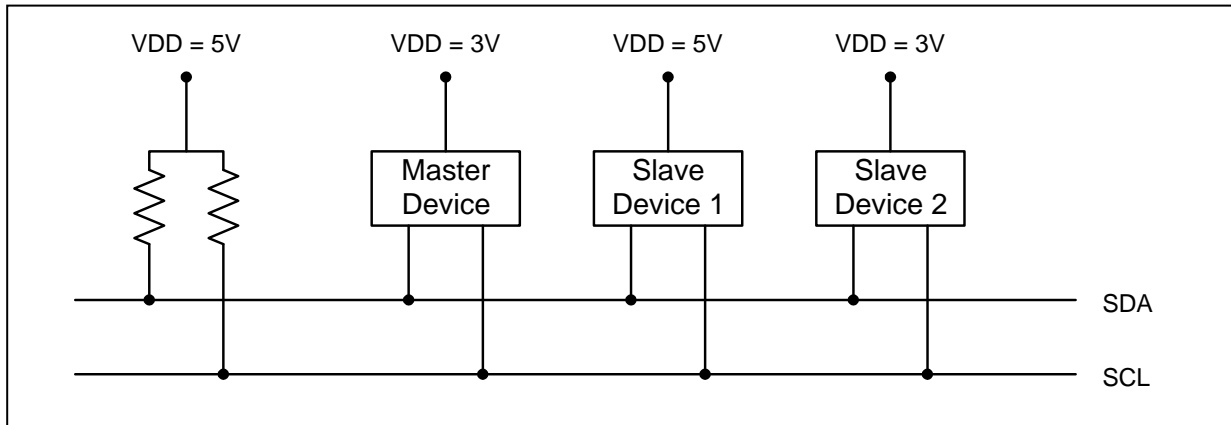 VDD = 5V
VDD = 3V
VDD = 5V
VDD = 3V
Master
Device
Slave
Device 1
Slave
Device 2
SDA
SCL